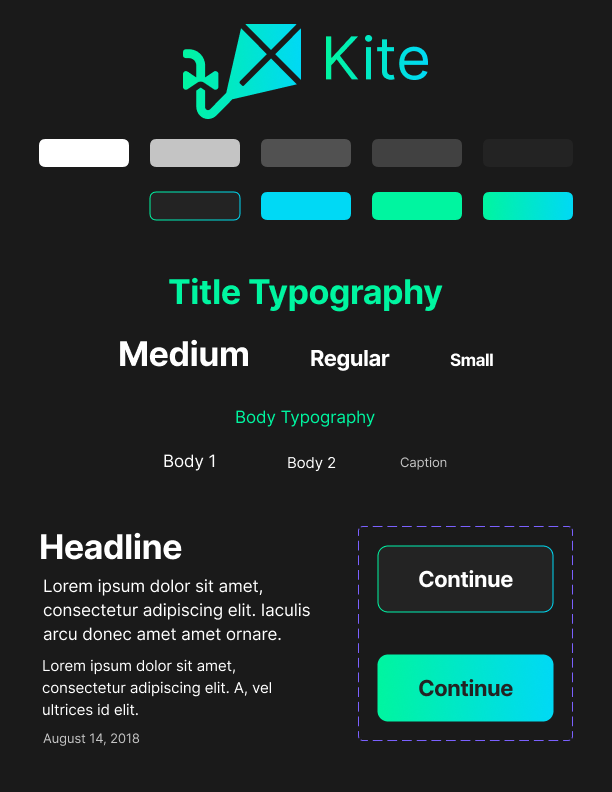 Kite
Title Typography
Medium Regular Small
Body Typography
Body 1 Body 2 Caption
Headline
Lorem ipsum dolor sit amet,
consectetur adipiscing elit. Iaculis
arcu donec amet amet ornare.
Lorem ipsum dolor sit amet,
consectetur adipiscing elit. A, vel
ultrices id elit.
August 14, 2018
Continue
Continue